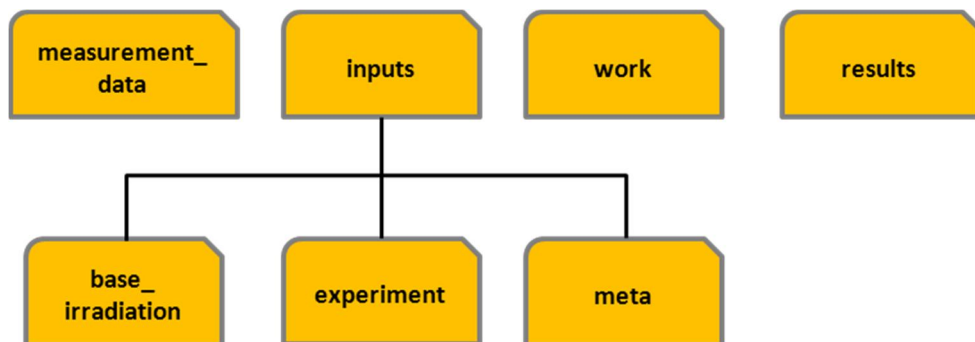 measurement_
data
inputs
work
results
base_
irradiation
experiment
meta